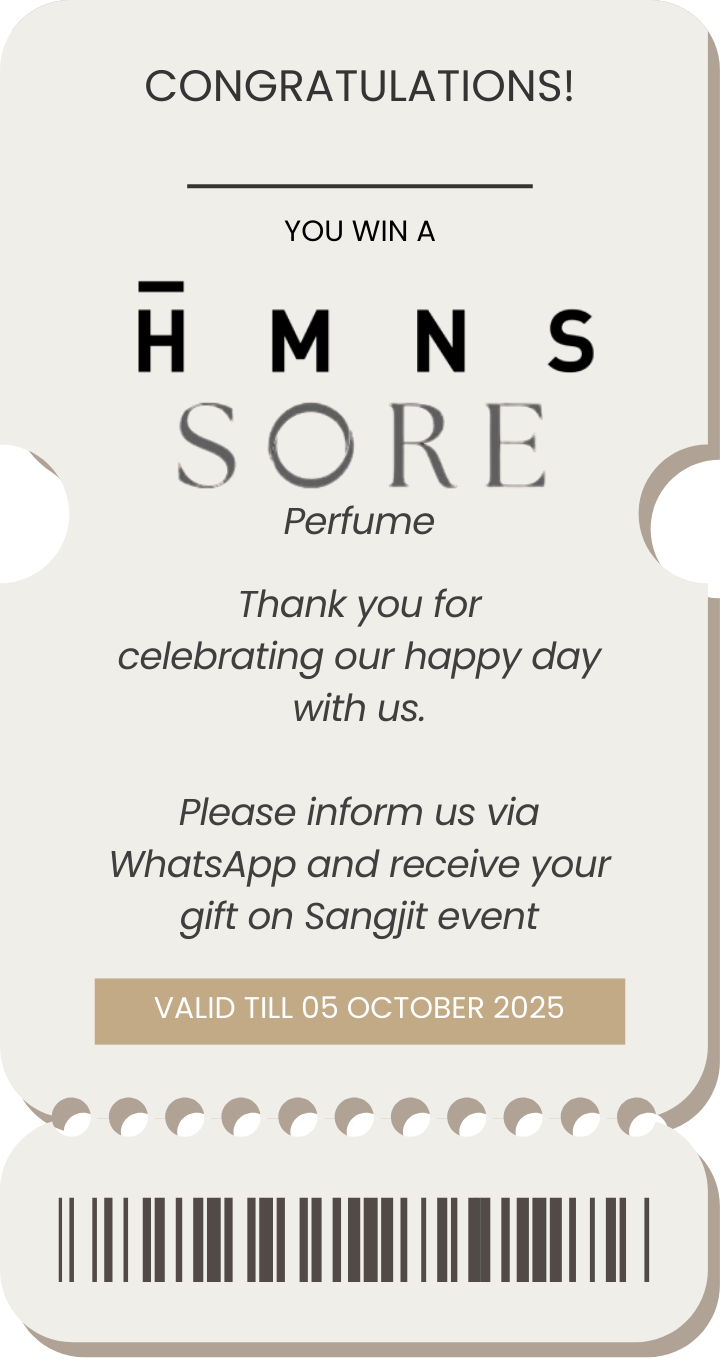 CONGRATULATIONS!
YOU WIN A
HMNS
SORE
Perfume
Thank you for
celebrating our happy day
with us.
Please inform us via
WhatsApp and receive your
gift on Sangjit event
VALID TILL 05 OCTOBER 2025